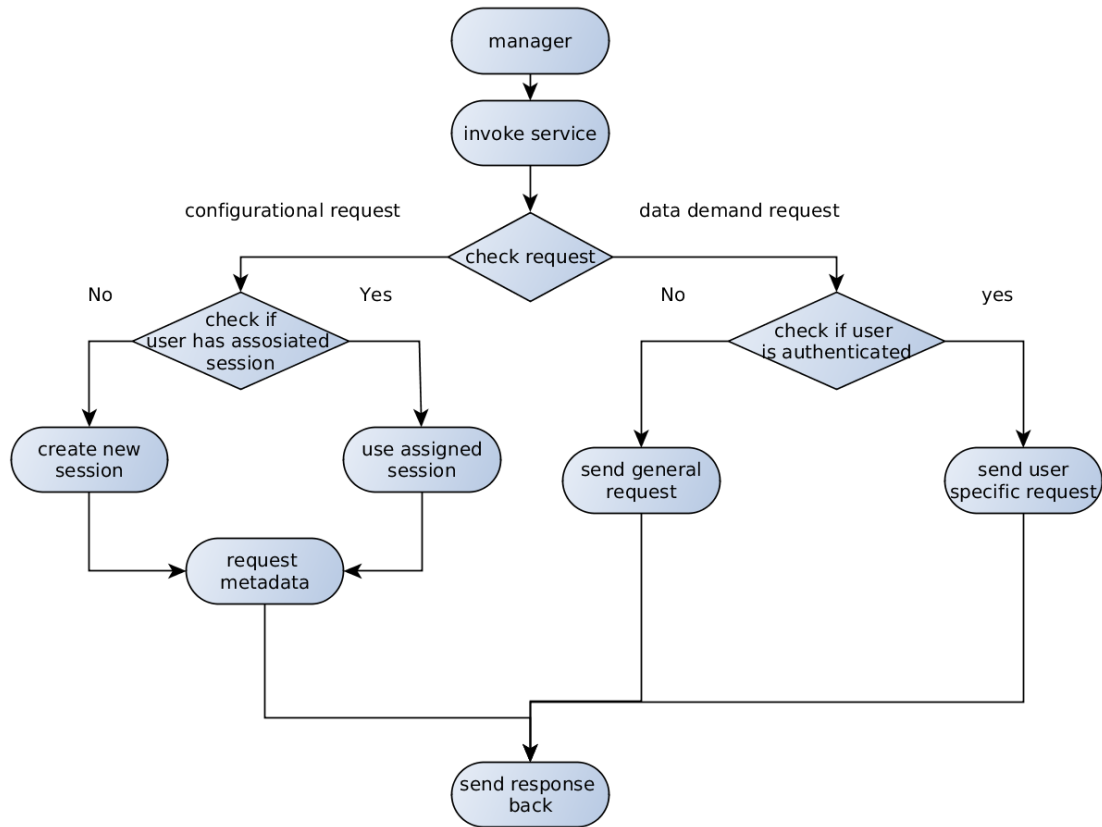 manager
invoke service
configurational request
data demand request
check request
No
Yes
No
yes
check if
user has assosiated
session
check if user
is authenticated
create new
session
use assigned
session
send general
request
send user
specific request
request
metadata
send response
back